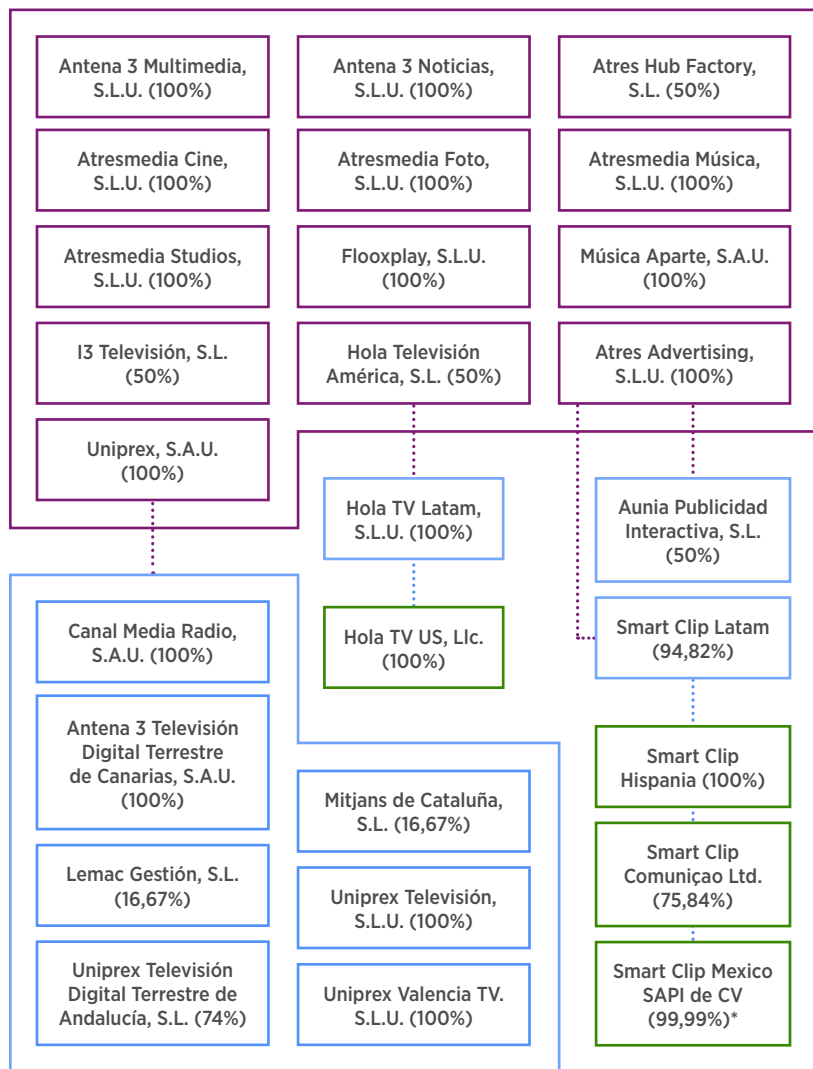 Antena 3 Multimedia,
S.L.U. (100%)
Antena 3 Noticias,
S.L.U. (100%)
Atres Hub Factory,
S.L. (50%)
Atresmedia Cine,
S.L.U. (100%)
Atresmedia Foto,
S.L.U. (100%)
Atresmedia Música,
S.L.U. (100%)
Atresmedia Studios,
S.L.U. (100%)
Flooxplay, S.L.U.
(100%)
Música Aparte, S.A.U.
(100%)
I3 Televisión, S.L.
(50%)
Hola Televisión
América, S.L. (50%)
Atres Advertising,
S.L.U. (100%)
Uniprex, S.A.U.
(100%)
Hola TV Latam,
S.L.U. (100%)
Aunia Publicidad
Interactiva, S.L.
(50%)
Canal Media Radio,
S.A.U. (100%)
Hola TV US, Llc.
(100%)
Smart Clip Latam
(94,82%)
Antena 3 Televisión
Digital Terrestre
de Canarias, S.A.U.
(100%)
Mitjans de Cataluña,
S.L. (16,67%)
Smart Clip
Hispania (100%)
Lemac Gestión, S.L.
(16,67%)
Uniprex Televisión,
S.L.U. (100%)
Smart Clip
Comuniçao Ltd.
(75,84%)
Uniprex Televisión
Digital Terrestre de
Andalucía, S.L. (74%)
Uniprex Valencia TV.
S.L.U. (100%)
Smart Clip Mexico
SAPI de CV
(99,99%)*